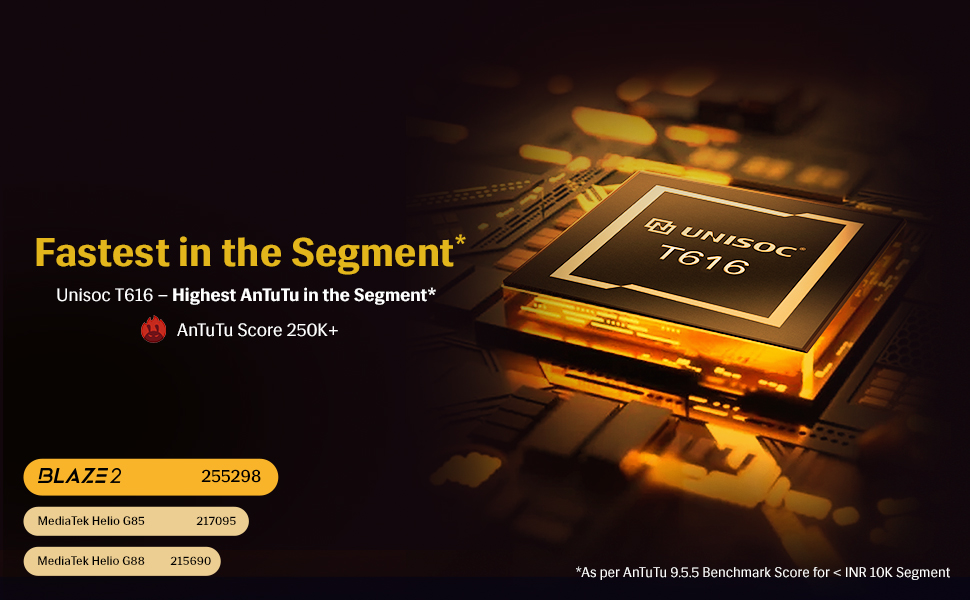 Fastest in the Segment*
Unisoc T616 – Highest AnTuTu in the Segment*
AnTuTu Score 250K+
UNISOC®
T616
BLAZE 2 255298
MediaTek Helio G85 217095
MediaTek Helio G88 215690
*As per AnTuTu 9.5.5 Benchmark Score for < INR 10K Segment